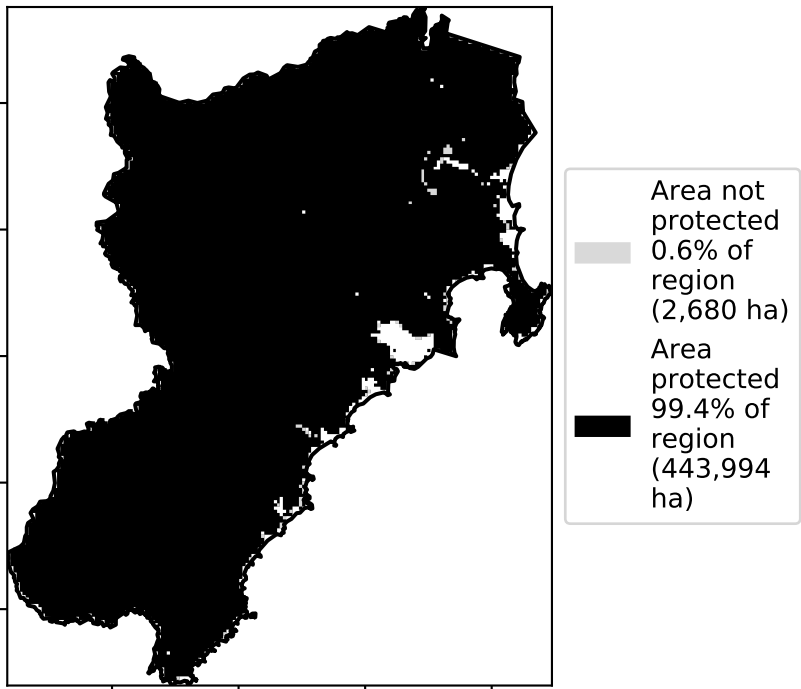 Area not
protected
0.6% of
region
(2,680 ha)
Area
protected
99.4% of
region
(443,994
ha)